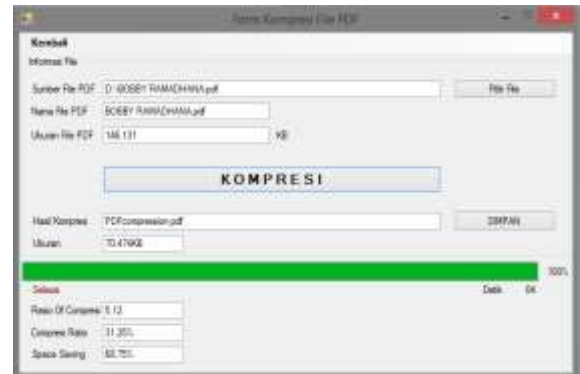 Form Kompresi File PDF
Kembali
Informasi File
Sumber File PDF D:\BOBBY RAMADHANA.pdf Pilih File
Nama File PDF BOBBY RAMADHANA.pdf
Ukuran File PDF 146.131 KB
KOMPRESI
Hasil Kompresi PDFcompression.pdf SIMPAN
Ukuran 70.476KB
100%
Selesai Detik 04
Ratio Of Compress
Compress Ratio
Space Saving